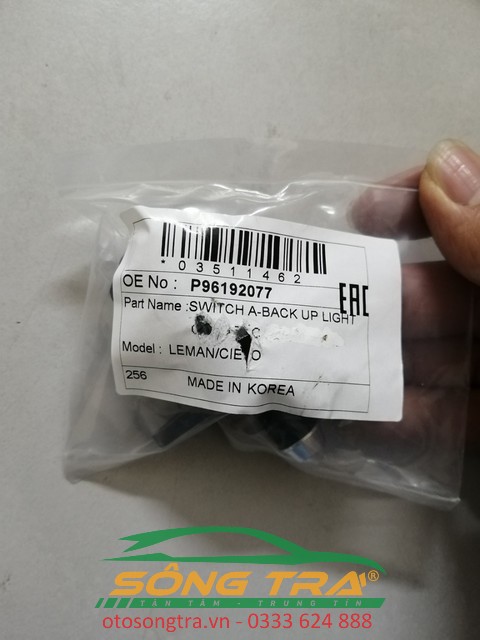 *03511462
OE No : P96192077
EAC
Part Name :SWITCH A-BACK UP LIGHT
Model : LEMAN/CIELO
256 MADE IN KOREA
SÔNG TRÀ®
TẬN TÂM - TRUNG TÍN
otosongtra.vn - 0333 624 888